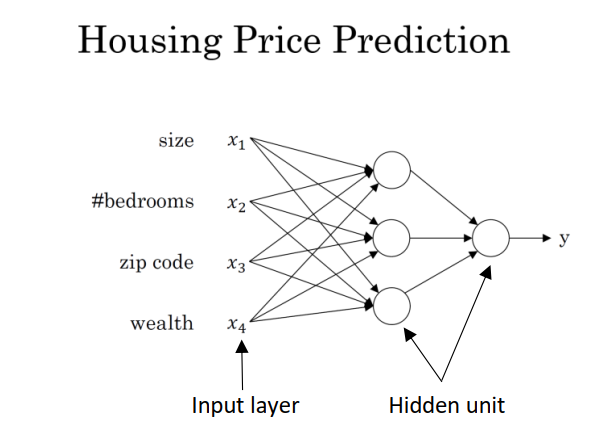 Housing Price Prediction
size x₁
#bedrooms x₂
y
zip code x₃
wealth x₄
Input layer
Hidden unit